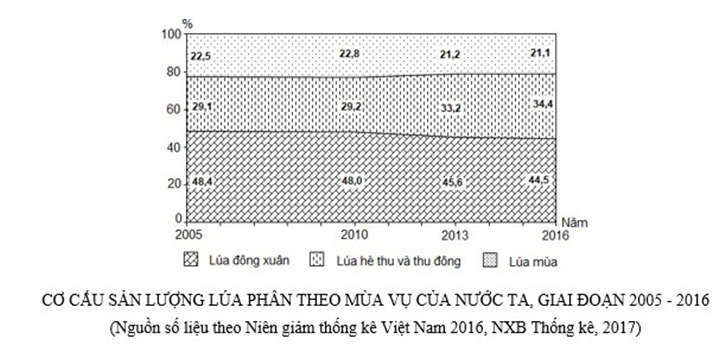 %
100
80
60
40
20
0
22,5 22,8 21,2 21,1
29,1 29,2 33,2 34,4
48,4 48,0 45,6 44,5
Năm
2005 2010 2013 2016
Lúa đông xuân Lúa hè thu và thu đông Lúa mùa
CƠ CẤU SẢN LƯỢNG LÚA PHÂN THEO MÙA VỤ CỦA NƯỚC TA, GIAI ĐOẠN 2005 - 2016
(Nguồn số liệu theo Niên giám thống kê Việt Nam 2016, NXB Thống kê, 2017)